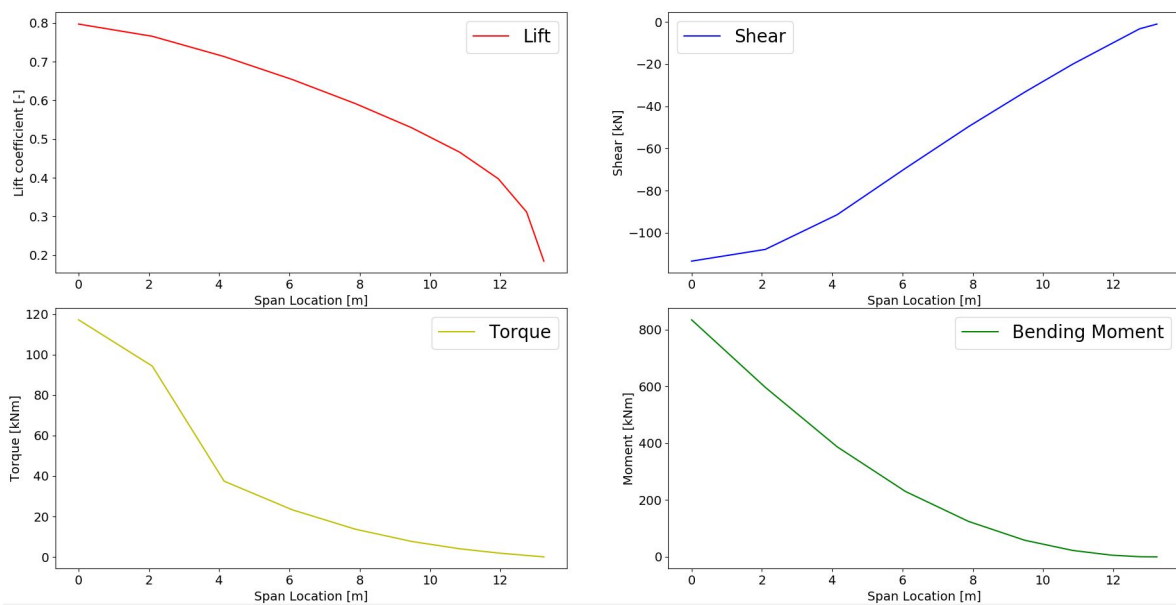 Lift coefficient [-]
0.8
0.7
0.6
0.5
0.4
0.3
0.2
Lift
0 2 4 6 8 10 12
Span Location [m]
Shear [kN]
0
−20
−40
−60
−80
−100
Shear
0 2 4 6 8 10 12
Span Location [m]
Torque [kNm]
120
100
80
60
40
20
0
Torque
0 2 4 6 8 10 12
Span Location [m]
Moment [kNm]
800
600
400
200
0
Bending Moment
0 2 4 6 8 10 12
Span Location [m]